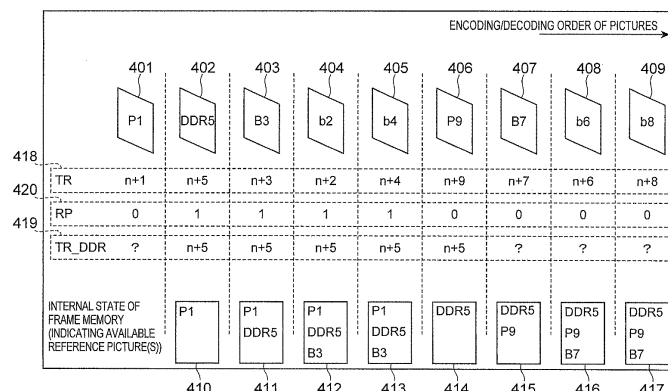 ENCODING/DECODING ORDER OF PICTURES
401 402 403 404 405 406 407 408 409
P1 DDR5 B3 b2 b4 P9 B7 b6 b8
418
TR n+1 n+5 n+3 n+2 n+4 n+9 n+7 n+6 n+8
420
RP 0 1 1 1 1 0 0 0 0
419
TR_DDR ? n+5 n+5 n+5 n+5 n+5 ? ? ?
INTERNAL STATE OF
FRAME MEMORY
(INDICATING AVAILABLE
REFERENCE PICTURE(S))
P1 P1 P1 P1 DDR5 DDR5 DDR5 DDR5
DDR5 DDR5 DDR5 P9 P9 P9
B3 B3 B7 B7
410 411 412 413 414 415 416 417